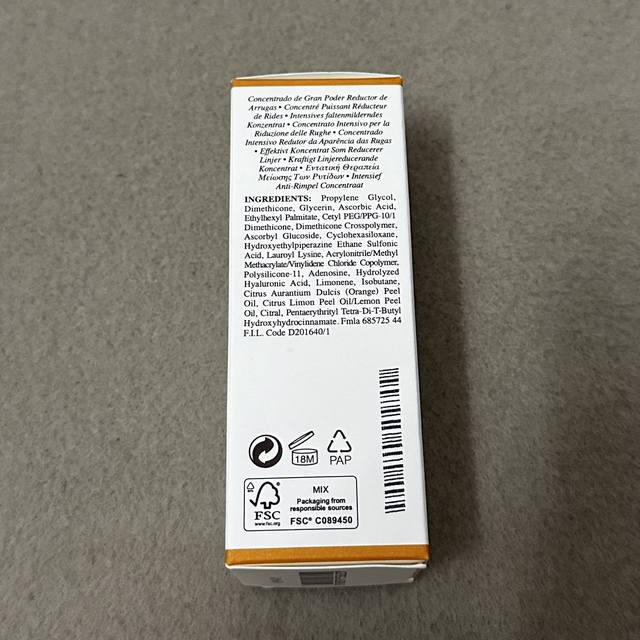 Concentrado de Gran Poder Reductor de
Arrugas • Concentré Puissant Réducteur
de Rides • Intensives faltenmilderndes
Konzentrat • Concentrato Intensivo per la
Riduzione delle Rughe • Concentrado
Intensivo Redutor da Aparência das Rugas
• Effektivt Koncentrat Som Reducerer
Linjer • Kraftigt Linjereducerande
Koncentrat • Εντατική Θεραπεία
Μείωσης Των Ρυτίδων • Intensief
Anti-Rimpel Concentraat
INGREDIENTS: Propylene Glycol,
Dimethicone, Glycerin, Ascorbic Acid,
Ethylhexyl Palmitate, Cetyl PEG/PPG-10/1
Dimethicone, Dimethicone Crosspolymer,
Ascorbyl Glucoside, Cyclohexasiloxane,
Hydroxyethylpiperazine Ethane Sulfonic
Acid, Lauroyl Lysine, Acrylonitrile/Methyl
Methacrylate/Vinylidene Chloride Copolymer,
Polysilicone-11, Adenosine, Hydrolyzed
Hyaluronic Acid, Limonene, Isobutane,
Citrus Aurantium Dulcis (Orange) Peel
Oil, Citrus Limon Peel Oil/Lemon Peel
Oil, Citral, Pentaerythrityl Tetra-Di-T-Butyl
Hydroxyhydrocinnamate. Fmla 685725 44
F.I.L. Code D201640/1
18M
PAP
FSC
www.fsc.org
MIX
Packaging from
responsible sources
FSC® C089450